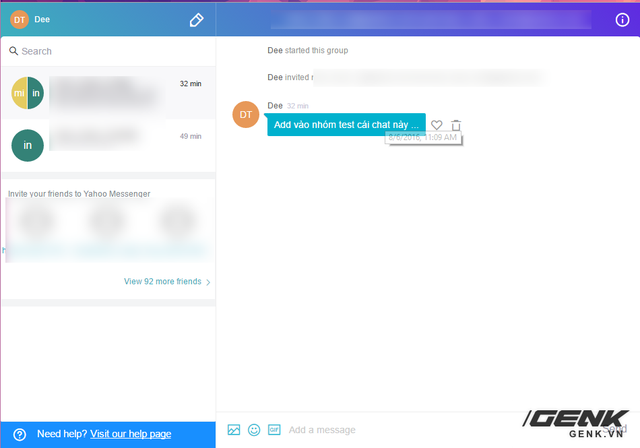 DT Dee
Search
mi in 32 min
in 49 min
Invite your friends to Yahoo Messenger
View 92 more friends
Need help? Visit our help page
Dee started this group
Dee invited
Dee 32 min
DT
Add vào nhóm test cái chat này ...
8/6/2016, 11:09 AM
GIF Add a message
Send
GENK
GENK.VN